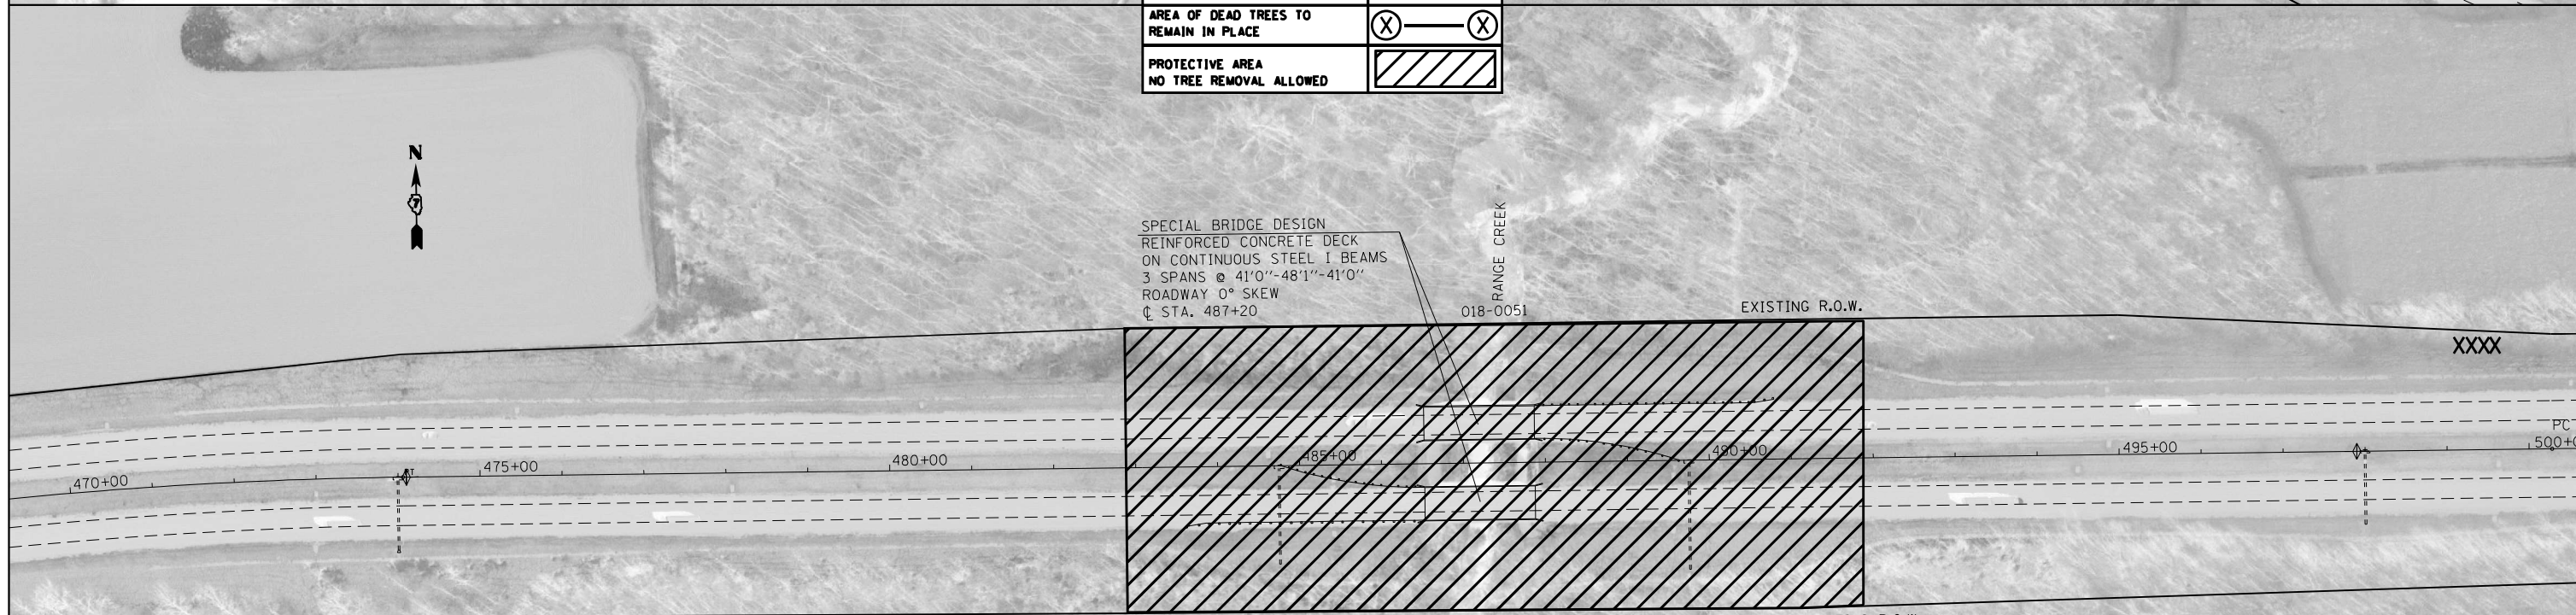 AREA OF DEAD TREES TO
REMAIN IN PLACE
X X
PROTECTIVE AREA
NO TREE REMOVAL ALLOWED
N
SPECIAL BRIDGE DESIGN
REINFORCED CONCRETE DECK
ON CONTINUOUS STEEL I BEAMS
3 SPANS @ 41'0"-48'1"-41'0"
ROADWAY 0° SKEW
℄ STA. 487+20
RANGE CREEK
018-0051
EXISTING R.O.W.
XXXX
470+00
475+00
480+00
485+00
490+00
495+00
PC
500+0